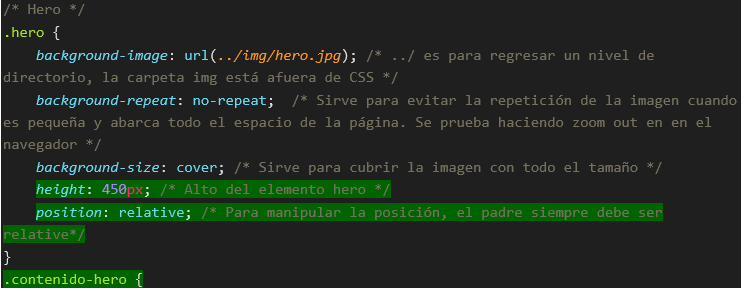 /* Hero */
.hero {
background-image: url(../img/hero.jpg); /* ../ es para regresar un nivel de
directorio, la carpeta img está afuera de CSS */
background-repeat: no-repeat;  /* Sirve para evitar la repetición de la imagen cuando
es pequeña y abarca todo el espacio de la página. Se prueba haciendo zoom out en en el
navegador */
background-size: cover; /* Sirve para cubrir la imagen con todo el tamaño */
height: 450px; /* Alto del elemento hero */
position: relative; /* Para manipular la posición, el padre siempre debe ser
relative*/
}
.contenido-hero {